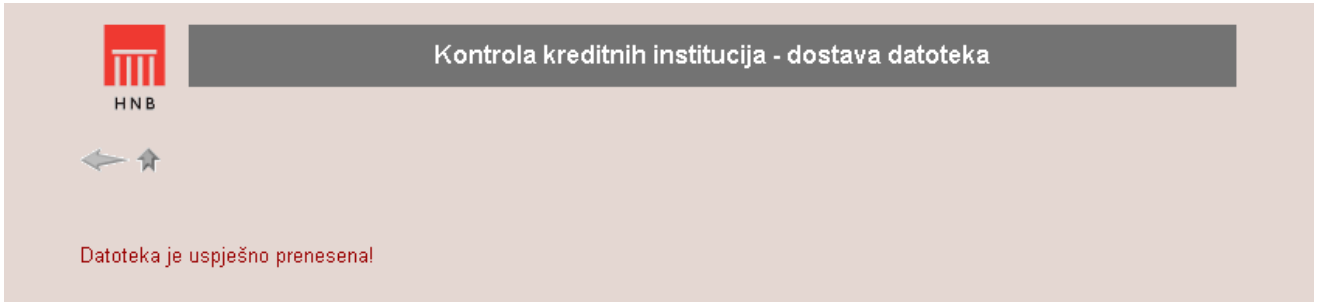 Kontrola kreditnih institucija - dostava datoteka
HNB
Datoteka je uspješno prenesena!